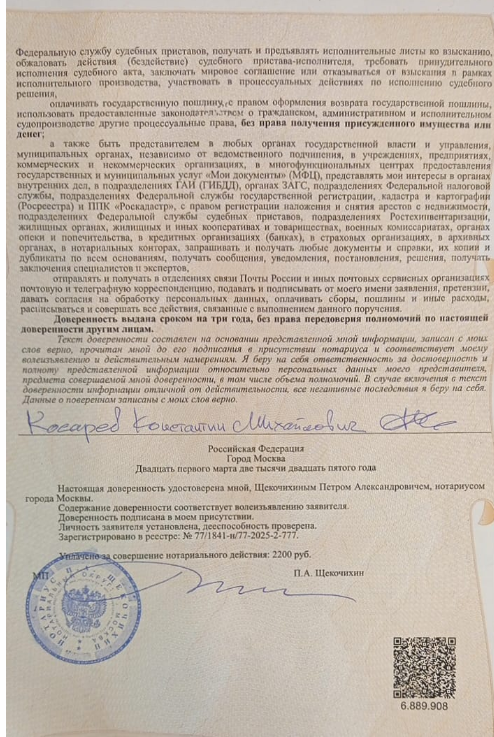 Федеральную службу судебных приставов, получать и предъявлять исполнительные листы ко взысканию,
обжаловать действия (бездействие) судебного пристава-исполнителя, требовать принудительного
исполнения судебного акта, заключать мировое соглашение или отказываться от взыскания в рамках
исполнительного производства, участвовать в процессуальных действиях по исполнению судебного
решения,
оплачивать государственную пошлину, с правом оформления возврата государственной пошлины,
использовать предоставленные законодательством о гражданском, административном и исполнительном
судопроизводстве другие процессуальные права, без права получения присужденного имущества или
денег;
а также быть представителем в любых органах государственной власти и управления,
муниципальных органах, независимо от ведомственного подчинения, в учреждениях, предприятиях,
коммерческих и некоммерческих организациях, в многофункциональных центрах предоставления
государственных и муниципальных услуг «Мои документы» (МФЦ), представлять мои интересы в органах
внутренних дел, в подразделениях ГАИ (ГИБДД), органах ЗАГС, подразделениях Федеральной налоговой
службы, подразделениях Федеральной службы государственной регистрации, кадастра и картографии
(Росреестра) и ППК «Роскадастр», с правом регистрации наложения и снятия арестов с недвижимости,
подразделениях Федеральной службы судебных приставов, подразделениях Ростехинвентаризации,
жилищных органах, жилищных и иных кооперативах и товариществах, военных комиссариатах, органах
опеки и попечительства, в кредитных организациях (банках), в страховых организациях, в архивных
органах, в нотариальных конторах, запрашивать и получать любые документы и справки, их копии и
дубликаты по всем основаниям, получать сообщения, уведомления, постановления, решения, получать
заключения специалистов и экспертов,
отправлять и получать в отделениях связи Почты России и иных почтовых сервисных организациях
почтовую и телеграфную корреспонденцию, подавать и подписывать от моего имени заявления, претензии,
давать согласия на обработку персональных данных, оплачивать сборы, пошлины и иные расходы,
расписываться и совершать все действия, связанные с выполнением данного поручения.
Доверенность выдана сроком на три года, без права передоверия полномочий по настоящей
доверенности другим лицам.
Текст доверенности составлен на основании представленной мной информации, записан с моих
слов верно, прочитан мной до его подписания в присутствии нотариуса и соответствует моему
волеизъявлению и действительным намерениям. Я беру на себя ответственность за достоверность и
полноту представленной информации относительно персональных данных моего представителя,
предмета совершаемой мной доверенности, в том числе объема полномочий. В случае включения в текст
доверенности информации отличной от действительности, все негативные последствия я беру на себя.
Данные о поверенном записаны с моих слов верно.
Косарев Константин Михайлович
Российская Федерация
Город Москва
Двадцать первого марта две тысячи двадцать пятого года
Настоящая доверенность удостоверена мной, Щекочихиным Петром Александровичем, нотариусом
города Москвы.
Содержание доверенности соответствует волеизъявлению заявителя.
Доверенность подписана в моем присутствии.
Личность заявителя установлена, дееспособность проверена.
Зарегистрировано в реестре: № 77/1841-н/77-2025-2-777.
Уплачено за совершение нотариального действия: 2200 руб.
МП П.А. Щекочихин
6.889.908